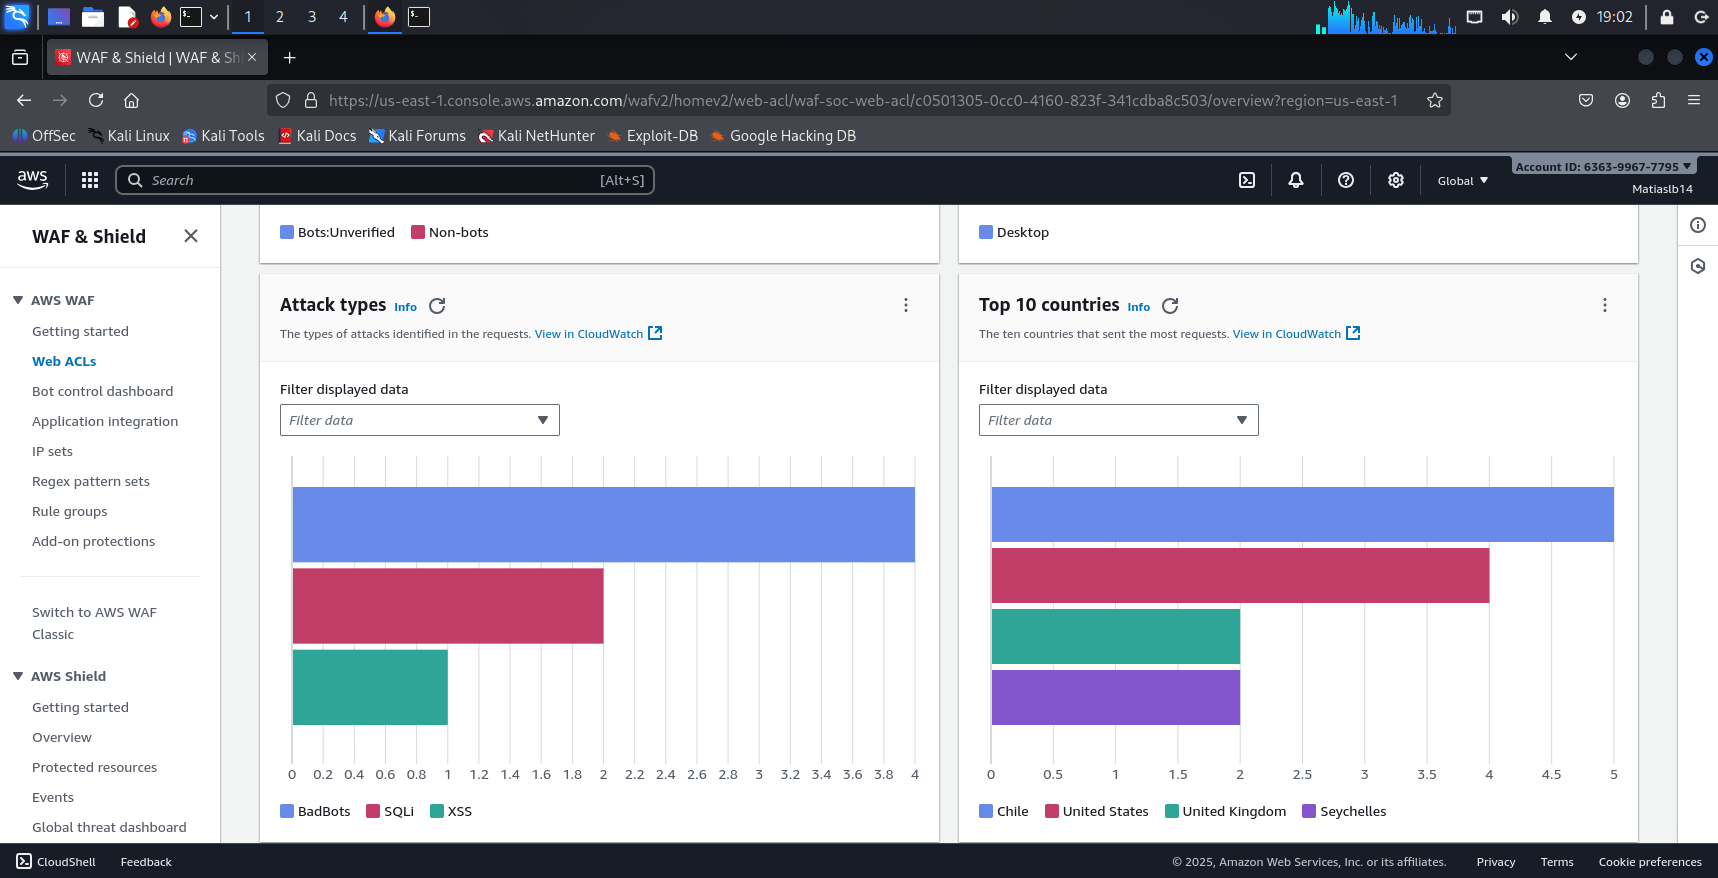 1 2 3 4
19:02
WAF & Shield | WAF & Sh
https://us-east-1.console.aws.amazon.com/wafv2/homev2/web-acl/waf-soc-web-acl/c0501305-0cc0-4160-823f-341cdba8c503/overview?region=us-east-1
OffSec Kali Linux Kali Tools Kali Docs Kali Forums Kali NetHunter Exploit-DB Google Hacking DB
aws
Search [Alt+S]
Global
Account ID: 6363-9967-7795
Matiaslb14
WAF & Shield
AWS WAF
Getting started
Web ACLs
Bot control dashboard
Application integration
IP sets
Regex pattern sets
Rule groups
Add-on protections
Switch to AWS WAF
Classic
AWS Shield
Getting started
Overview
Protected resources
Events
Global threat dashboard
Bots:Unverified Non-bots
Desktop
Attack types Info
The types of attacks identified in the requests. View in CloudWatch
Filter displayed data
Filter data
0 0.2 0.4 0.6 0.8 1 1.2 1.4 1.6 1.8 2 2.2 2.4 2.6 2.8 3 3.2 3.4 3.6 3.8 4
BadBots SQLi XSS
Top 10 countries Info
The ten countries that sent the most requests. View in CloudWatch
Filter displayed data
Filter data
0 0.5 1 1.5 2 2.5 3 3.5 4 4.5 5
Chile United States United Kingdom Seychelles
CloudShell Feedback
© 2025, Amazon Web Services, Inc. or its affiliates. Privacy Terms Cookie preferences